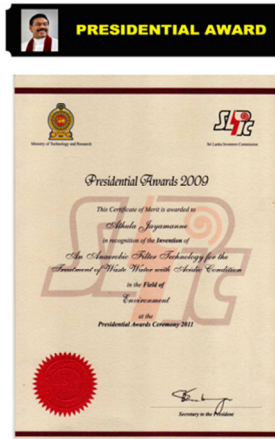 PRESIDENTIAL AWARD
Ministry of Technology and Research
Sri Lanka Inventors Commission
Presidential Awards 2009
This Certificate of Merit is awarded to
Athula Jayamanne
in recognition of the Invention of
An Anaerobic Filter Technology for the
Treatment of Waste Water with Acidic Condition
in the Field of
Environment
at the
Presidential Awards Ceremony 2011
Secretary to the President